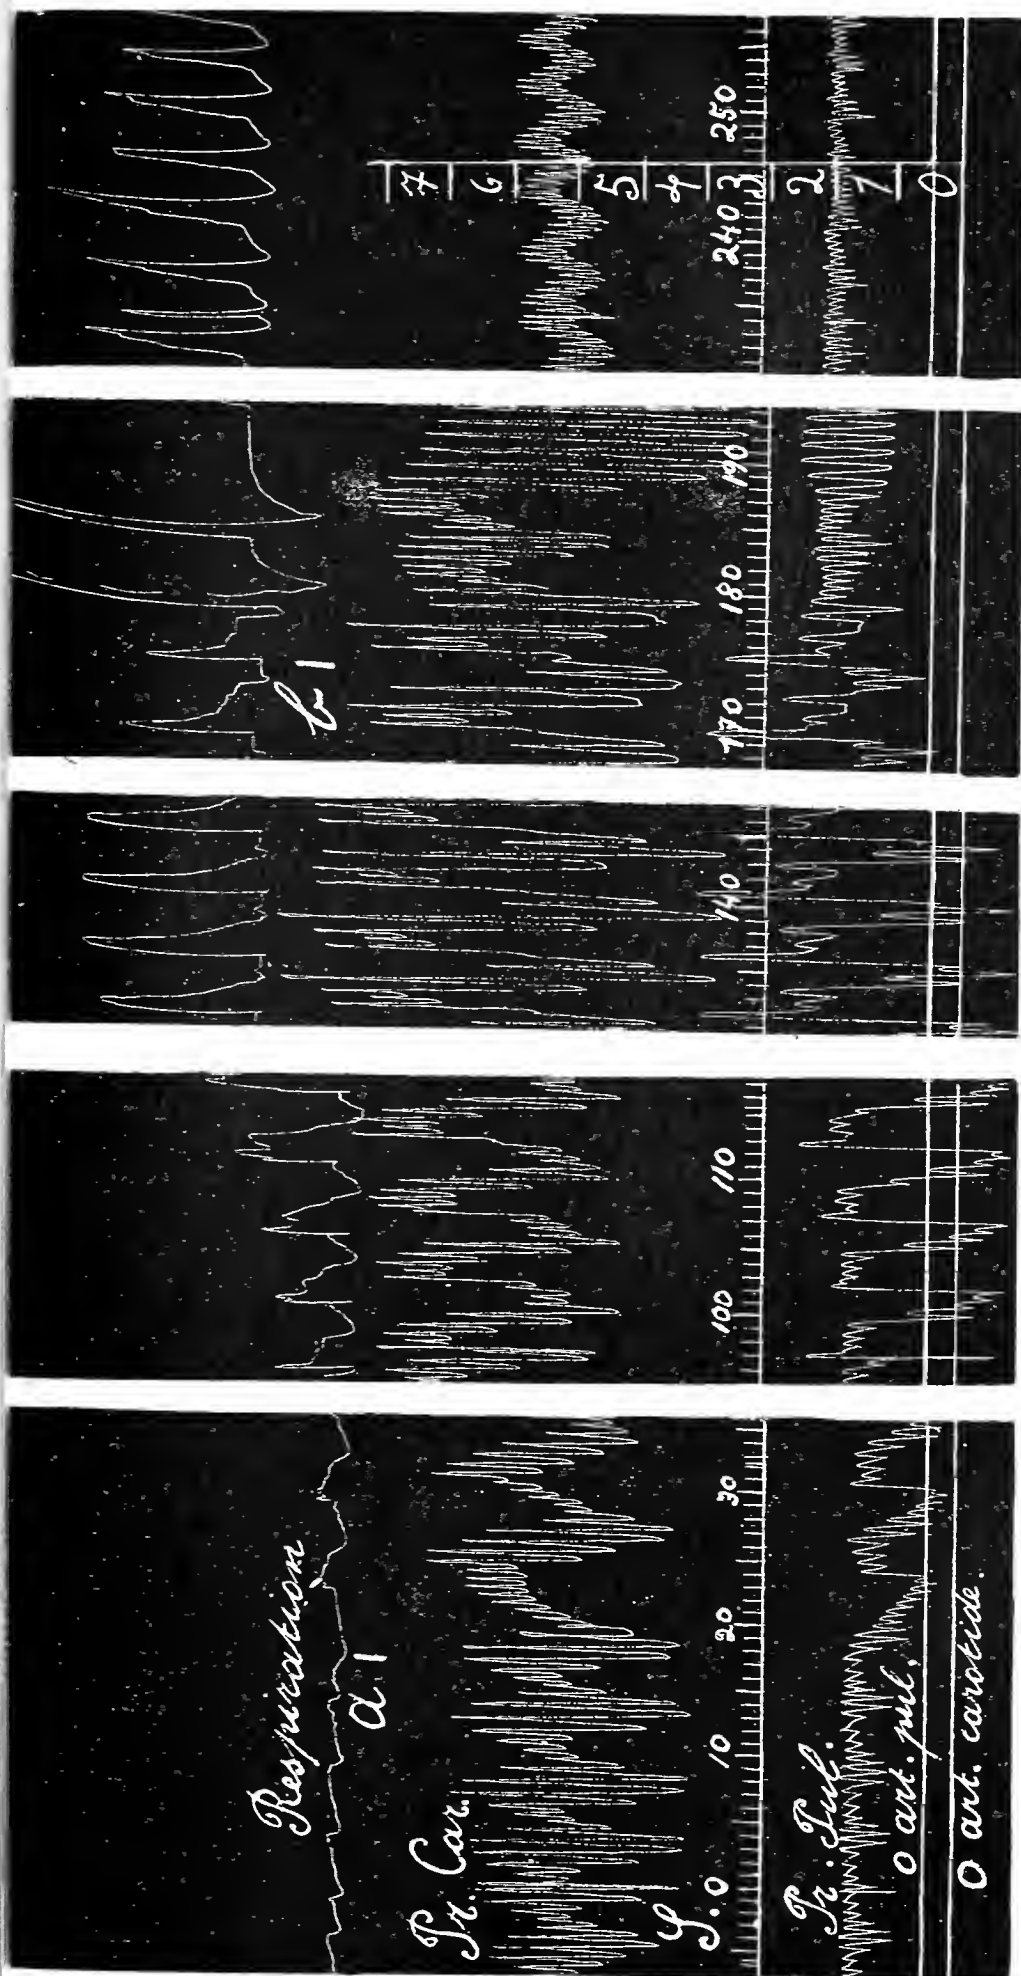 Respiration
a 1
Pr. Car.
S. 0 10 20 30
Pr. Pul.
0 art. pul.
0 art. carotide.
100 110
140
b 1
170 180 190
240 250
7
6
5
4
3
2
1
0